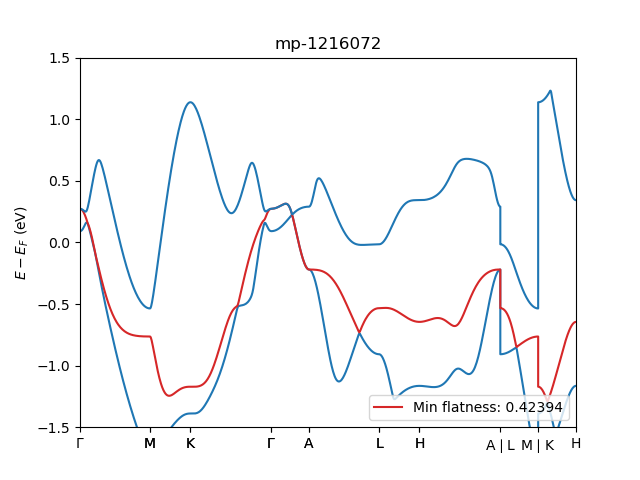 mp-1216072
E − E_F (eV)
1.5
1.0
0.5
0.0
−0.5
−1.0
−1.5
Min flatness: 0.42394
Γ M K Γ A L H A | L M | K H